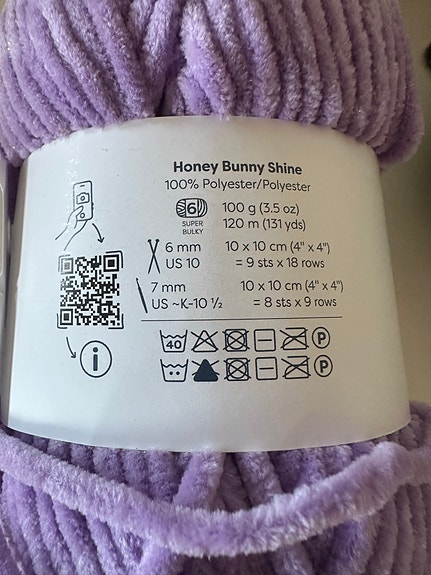 Honey Bunny Shine
100% Polyester/Polyester
6 100 g (3.5 oz)
SUPER BULKY 120 m (131 yds)
6 mm 10 x 10 cm (4" x 4")
US 10 = 9 sts x 18 rows
7 mm 10 x 10 cm (4" x 4")
US ~K-10 ½ = 8 sts x 9 rows
40 P
P
i